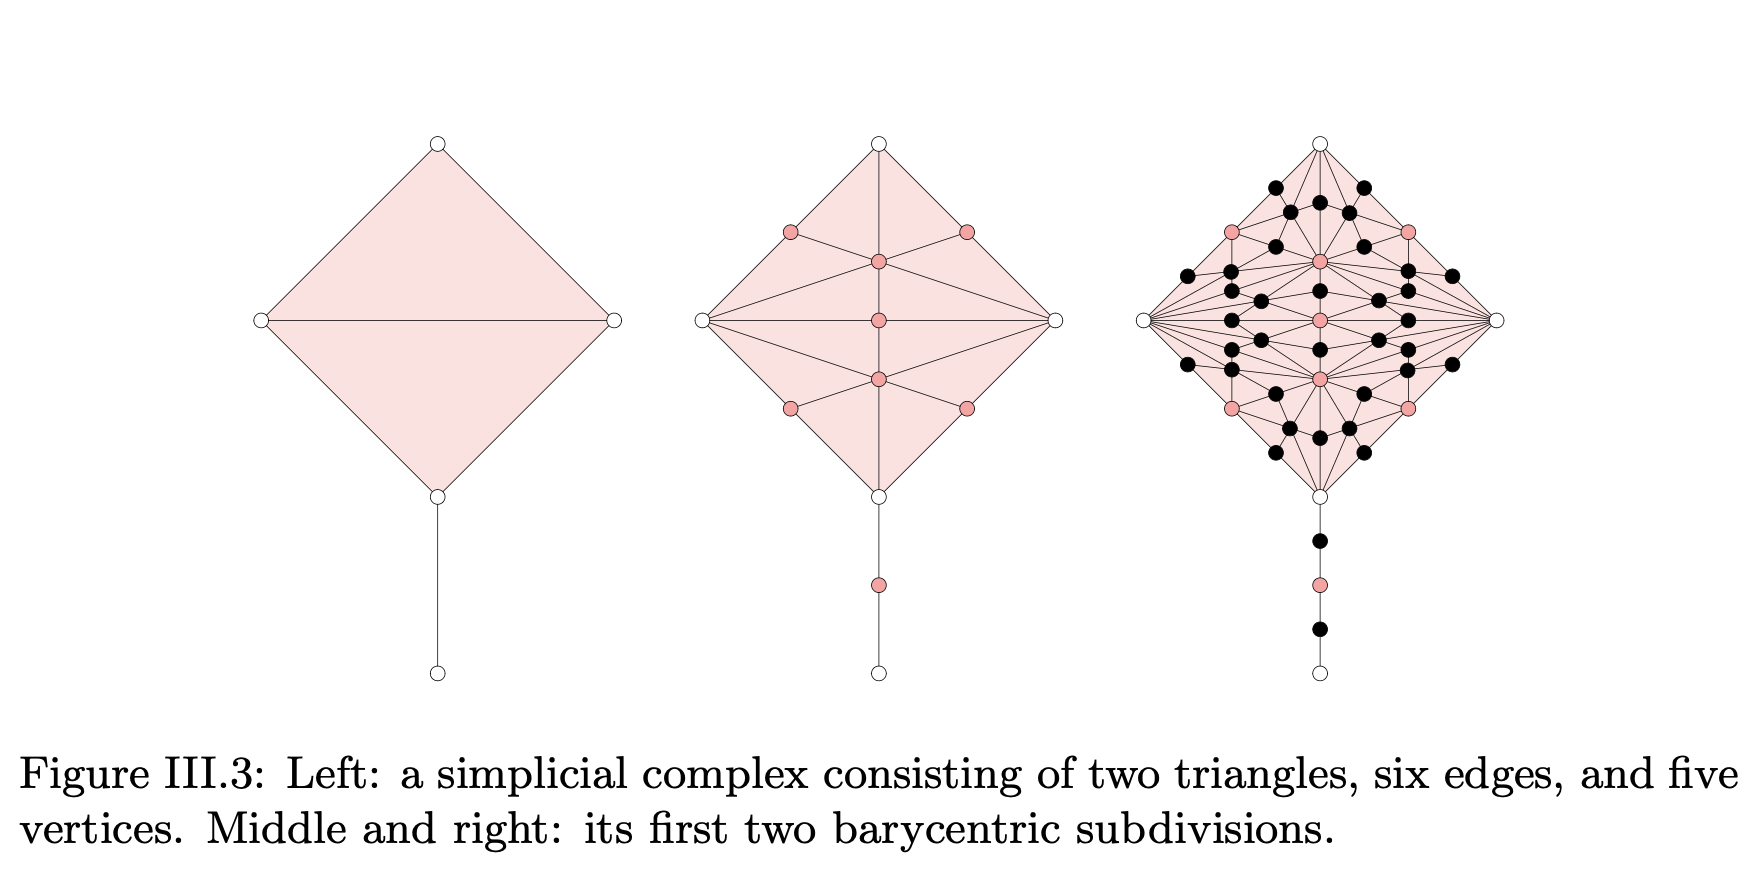 Figure III.3: Left: a simplicial complex consisting of two triangles, six edges, and five
vertices. Middle and right: its first two barycentric subdivisions.